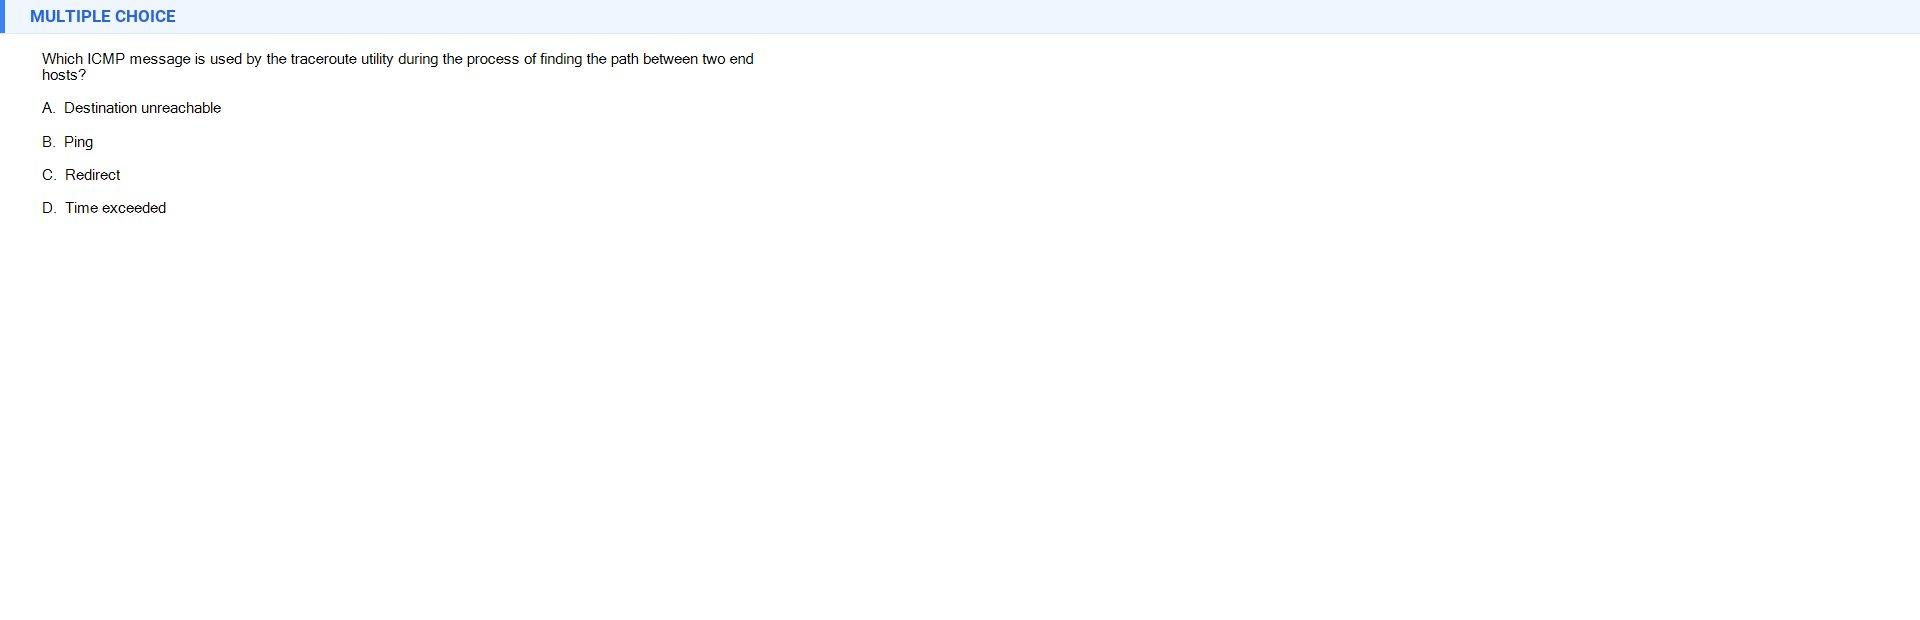 MULTIPLE CHOICE
Which ICMP message is used by the traceroute utility during the process of finding the path between two end
hosts?
A. Destination unreachable
B. Ping
C. Redirect
D. Time exceeded